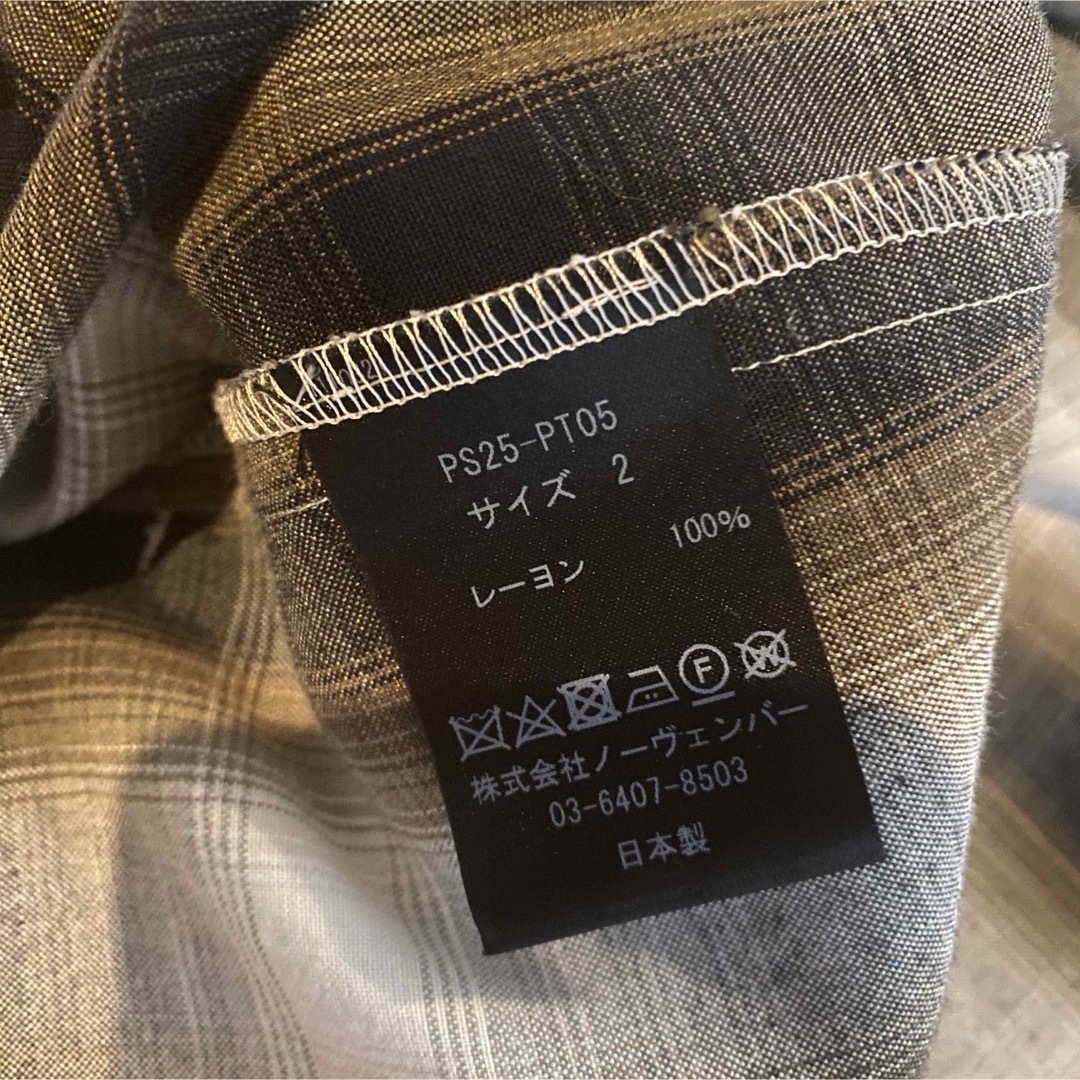 PS25-PT05
サイズ 2
レーヨン 100%
F
W
株式会社ノーヴェンバー
03-6407-8503
日本製